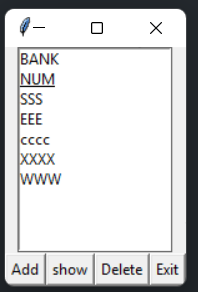 BANK
NUM
SSS
EEE
cccc
XXXX
WWW
Add show Delete Exit